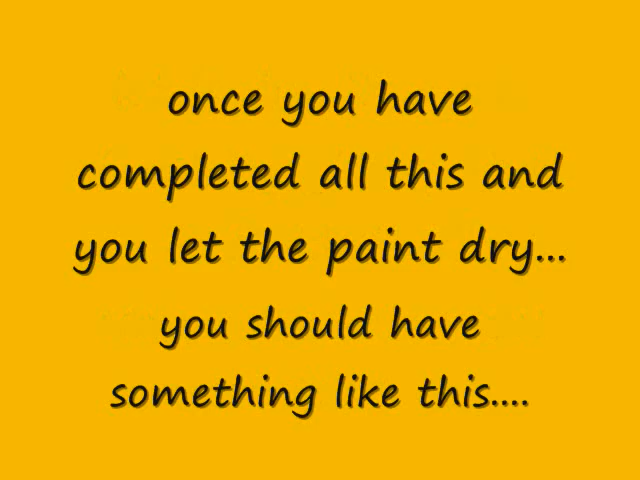 once you have
completed all this and
you let the paint dry...
you should have
something like this....